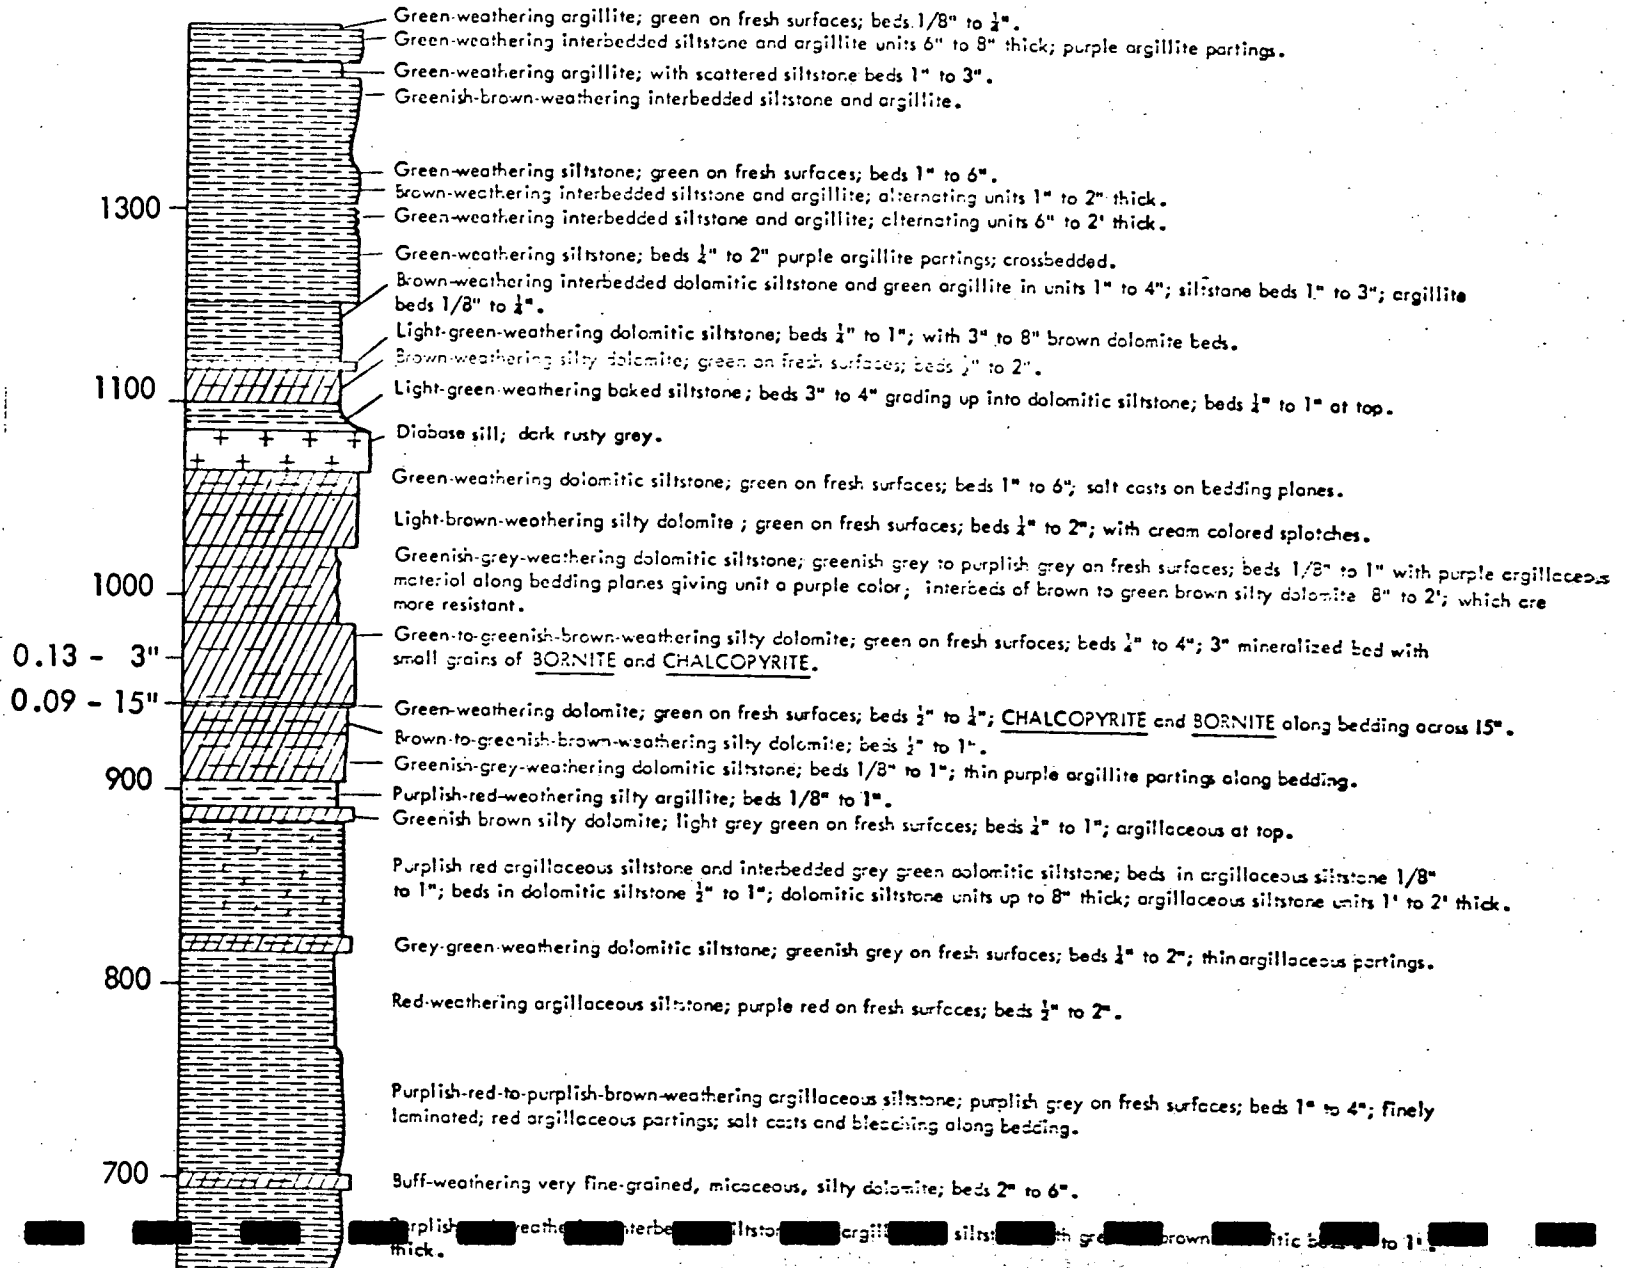 Green-weathering argillite; green on fresh surfaces; beds 1/8" to ¼".
Green-weathering interbedded siltstone and argillite units 6" to 8" thick; purple argillite partings.
Green-weathering argillite; with scattered siltstone beds 1" to 3".
Greenish-brown-weathering interbedded siltstone and argillite.
Green-weathering siltstone; green on fresh surfaces; beds 1" to 6".
Brown-weathering interbedded siltstone and argillite; alternating units 1" to 2" thick.
1300
Green-weathering interbedded siltstone and argillite; alternating units 6" to 2' thick.
Green-weathering siltstone; beds ¼" to 2" purple argillite partings; crossbedded.
Brown-weathering interbedded dolomitic siltstone and green argillite in units 1" to 4"; siltstone beds 1" to 3"; argillite
beds 1/8" to ¼".
Light-green-weathering dolomitic siltstone; beds ¼" to 1"; with 3" to 8" brown dolomite beds.
Brown-weathering silty dolomite; green on fresh surfaces; beds ½" to 2".
1100
Light-green-weathering baked siltstone; beds 3" to 4" grading up into dolomitic siltstone; beds ¼" to 1" at top.
Diabase sill; dark rusty grey.
Green-weathering dolomitic siltstone; green on fresh surfaces; beds 1" to 6"; salt casts on bedding planes.
Light-brown-weathering silty dolomite ; green on fresh surfaces; beds ¼" to 2"; with cream colored splotches.
Greenish-grey-weathering dolomitic siltstone; greenish grey to purplish grey on fresh surfaces; beds 1/8" to 1" with purple argillaceous
1000
material along bedding planes giving unit a purple color; interbeds of brown to green brown silty dolomite 8" to 2'; which are
more resistant.
Green-to-greenish-brown-weathering silty dolomite; green on fresh surfaces; beds ½" to 4"; 3" mineralized bed with
0.13 - 3"
small grains of BORNITE and CHALCOPYRITE.
0.09 - 15"
Green-weathering dolomite; green on fresh surfaces; beds ½" to ¼"; CHALCOPYRITE and BORNITE along bedding across 15".
Brown-to-greenish-brown-weathering silty dolomite; beds ½" to 1".
Greenish-grey-weathering dolomitic siltstone; beds 1/8" to 1"; thin purple argillite partings along bedding.
900
Purplish-red-weathering silty argillite; beds 1/8" to 1".
Greenish brown silty dolomite; light grey green on fresh surfaces; beds ½" to 1"; argillaceous at top.
Purplish red argillaceous siltstone and interbedded grey green dolomitic siltstone; beds in argillaceous siltstone 1/8"
to 1"; beds in dolomitic siltstone ½" to 1"; dolomitic siltstone units up to 8" thick; argillaceous siltstone units 1' to 2' thick.
Grey-green-weathering dolomitic siltstone; greenish grey on fresh surfaces; beds ¼" to 2"; thin argillaceous partings.
800
Red-weathering argillaceous siltstone; purple red on fresh surfaces; beds ½" to 2".
Purplish-red-to-purplish-brown-weathering argillaceous siltstone; purplish grey on fresh surfaces; beds 1" to 4"; finely
laminated; red argillaceous partings; salt casts and bleaching along bedding.
700
Buff-weathering very fine-grained, micaceous, silty dolomite; beds 2" to 6".
Purplish brown to 1'
thick.